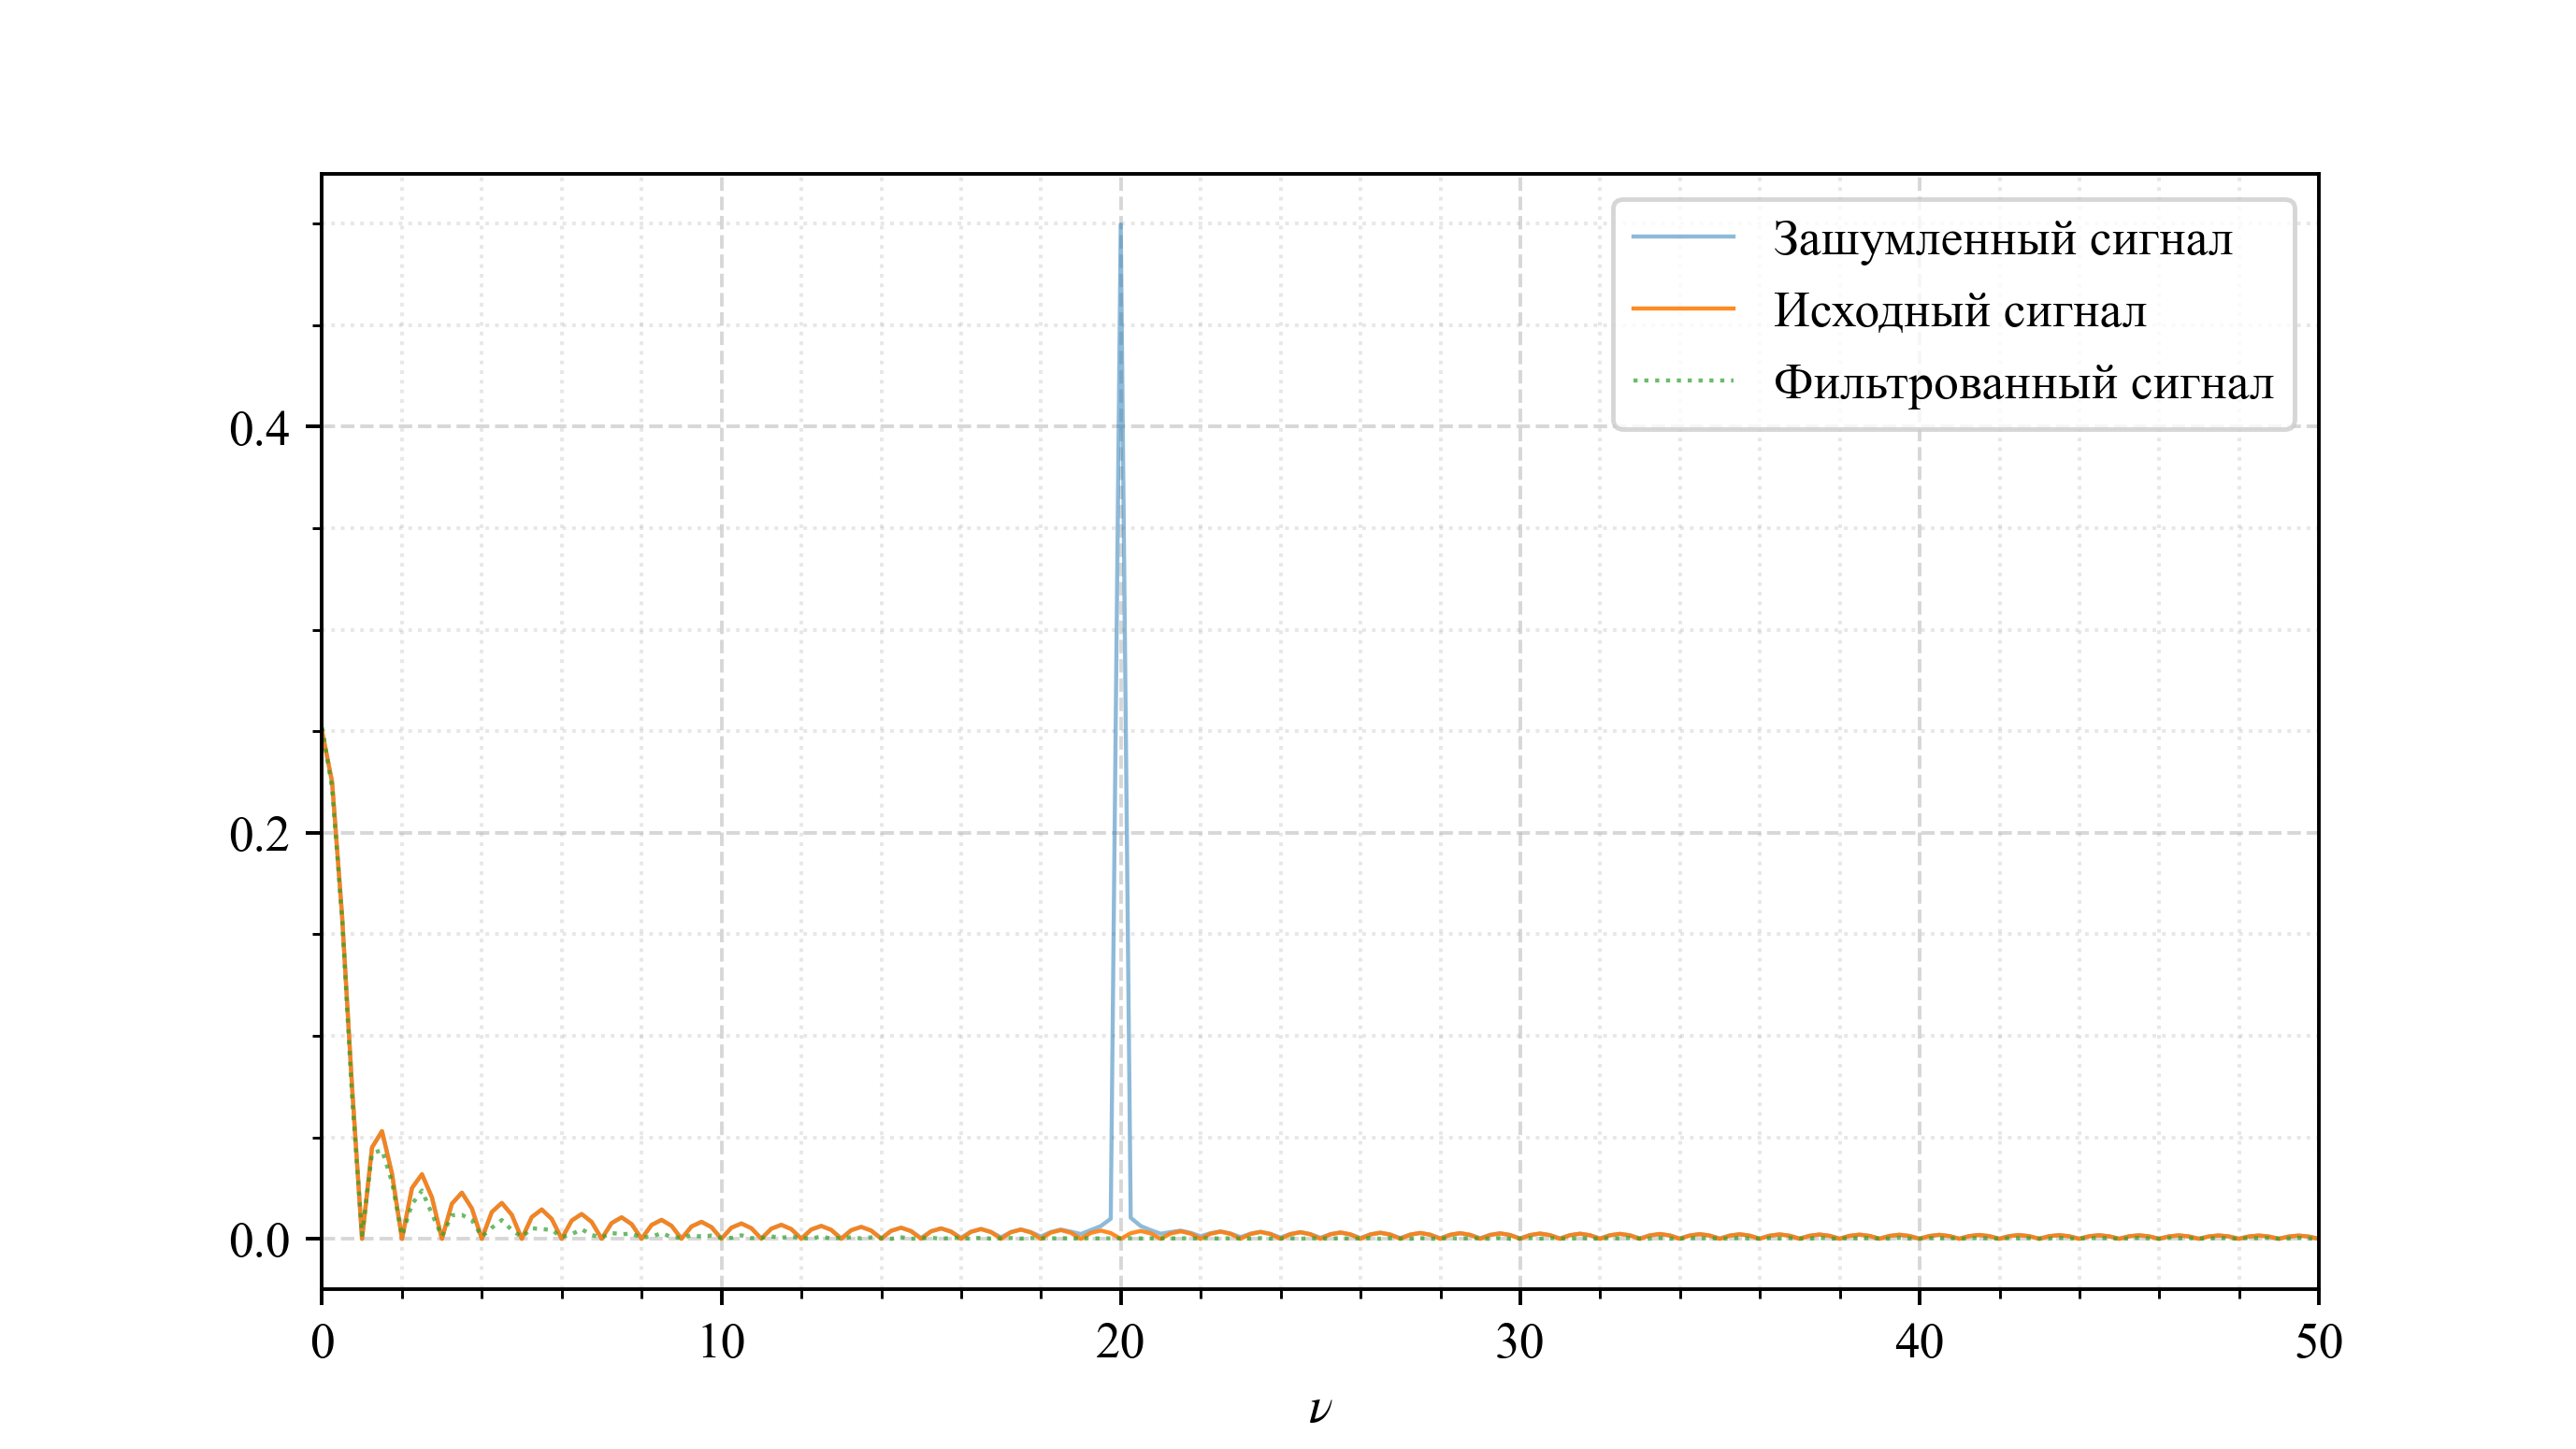 Зашумленный сигнал
Исходный сигнал
Фильтрованный сигнал
0.4
0.2
0.0
0 10 20 30 40 50
ν